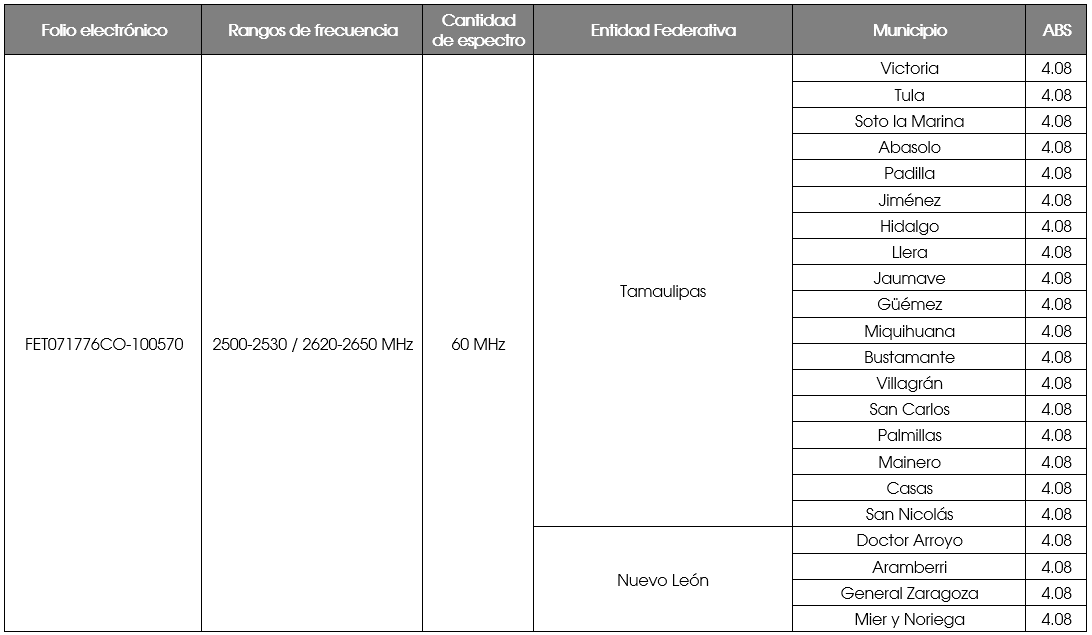 Folio electrónico Rangos de frecuencia Cantidad de espectro Entidad Federativa Municipio ABS
FET071776CO-100570 2500-2530 / 2620-2650 MHz 60 MHz Tamaulipas Victoria 4.08
Tula 4.08
Soto la Marina 4.08
Abasolo 4.08
Padilla 4.08
Jiménez 4.08
Hidalgo 4.08
Llera 4.08
Jaumave 4.08
Güémez 4.08
Miquihuana 4.08
Bustamante 4.08
Villagrán 4.08
San Carlos 4.08
Palmillas 4.08
Mainero 4.08
Casas 4.08
San Nicolás 4.08
Nuevo León Doctor Arroyo 4.08
Aramberri 4.08
General Zaragoza 4.08
Mier y Noriega 4.08